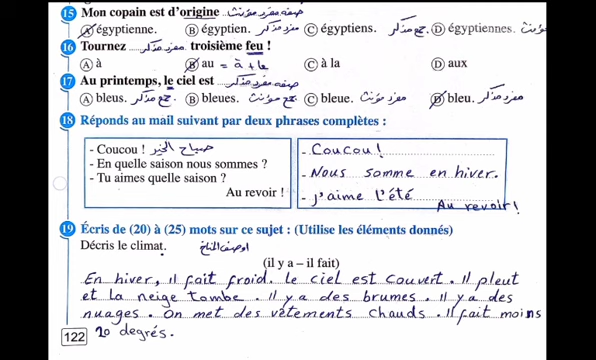 15 Mon copain est d'origine ...... صفة مفرد مؤنث
A égyptienne. B égyptien. مفرد مذكر C égyptiens. جمع مذكر D égyptiennes. جمع مؤنث
16 Tournez ...... مفرد مذكر troisième feu !
A à B au = à + le C à la D aux
17 Au printemps, le ciel est ...... صفة مفرد مذكر
A bleus. جمع مذكر B bleues. جمع مؤنث C bleue. مفرد مؤنث D bleu. مفرد مذكر
18 Réponds au mail suivant par deux phrases complètes :
- Coucou ! صباح الخير
- En quelle saison nous sommes ?
- Tu aimes quelle saison ?
Au revoir !
- Coucou!
- Nous somme en hiver.
- J'aime l'été
Au revoir!
19 Écris de (20) à (25) mots sur ce sujet : (Utilise les éléments donnés)
Décris le climat. اوصف المناخ
(il y a – il fait)
En hiver, il fait froid. le ciel est couvert. Il pleut
et la neige tombe. Il y a des brumes. Il y a des
nuages. On met des vêtements chauds. Il fait moins
20 degrés.
122